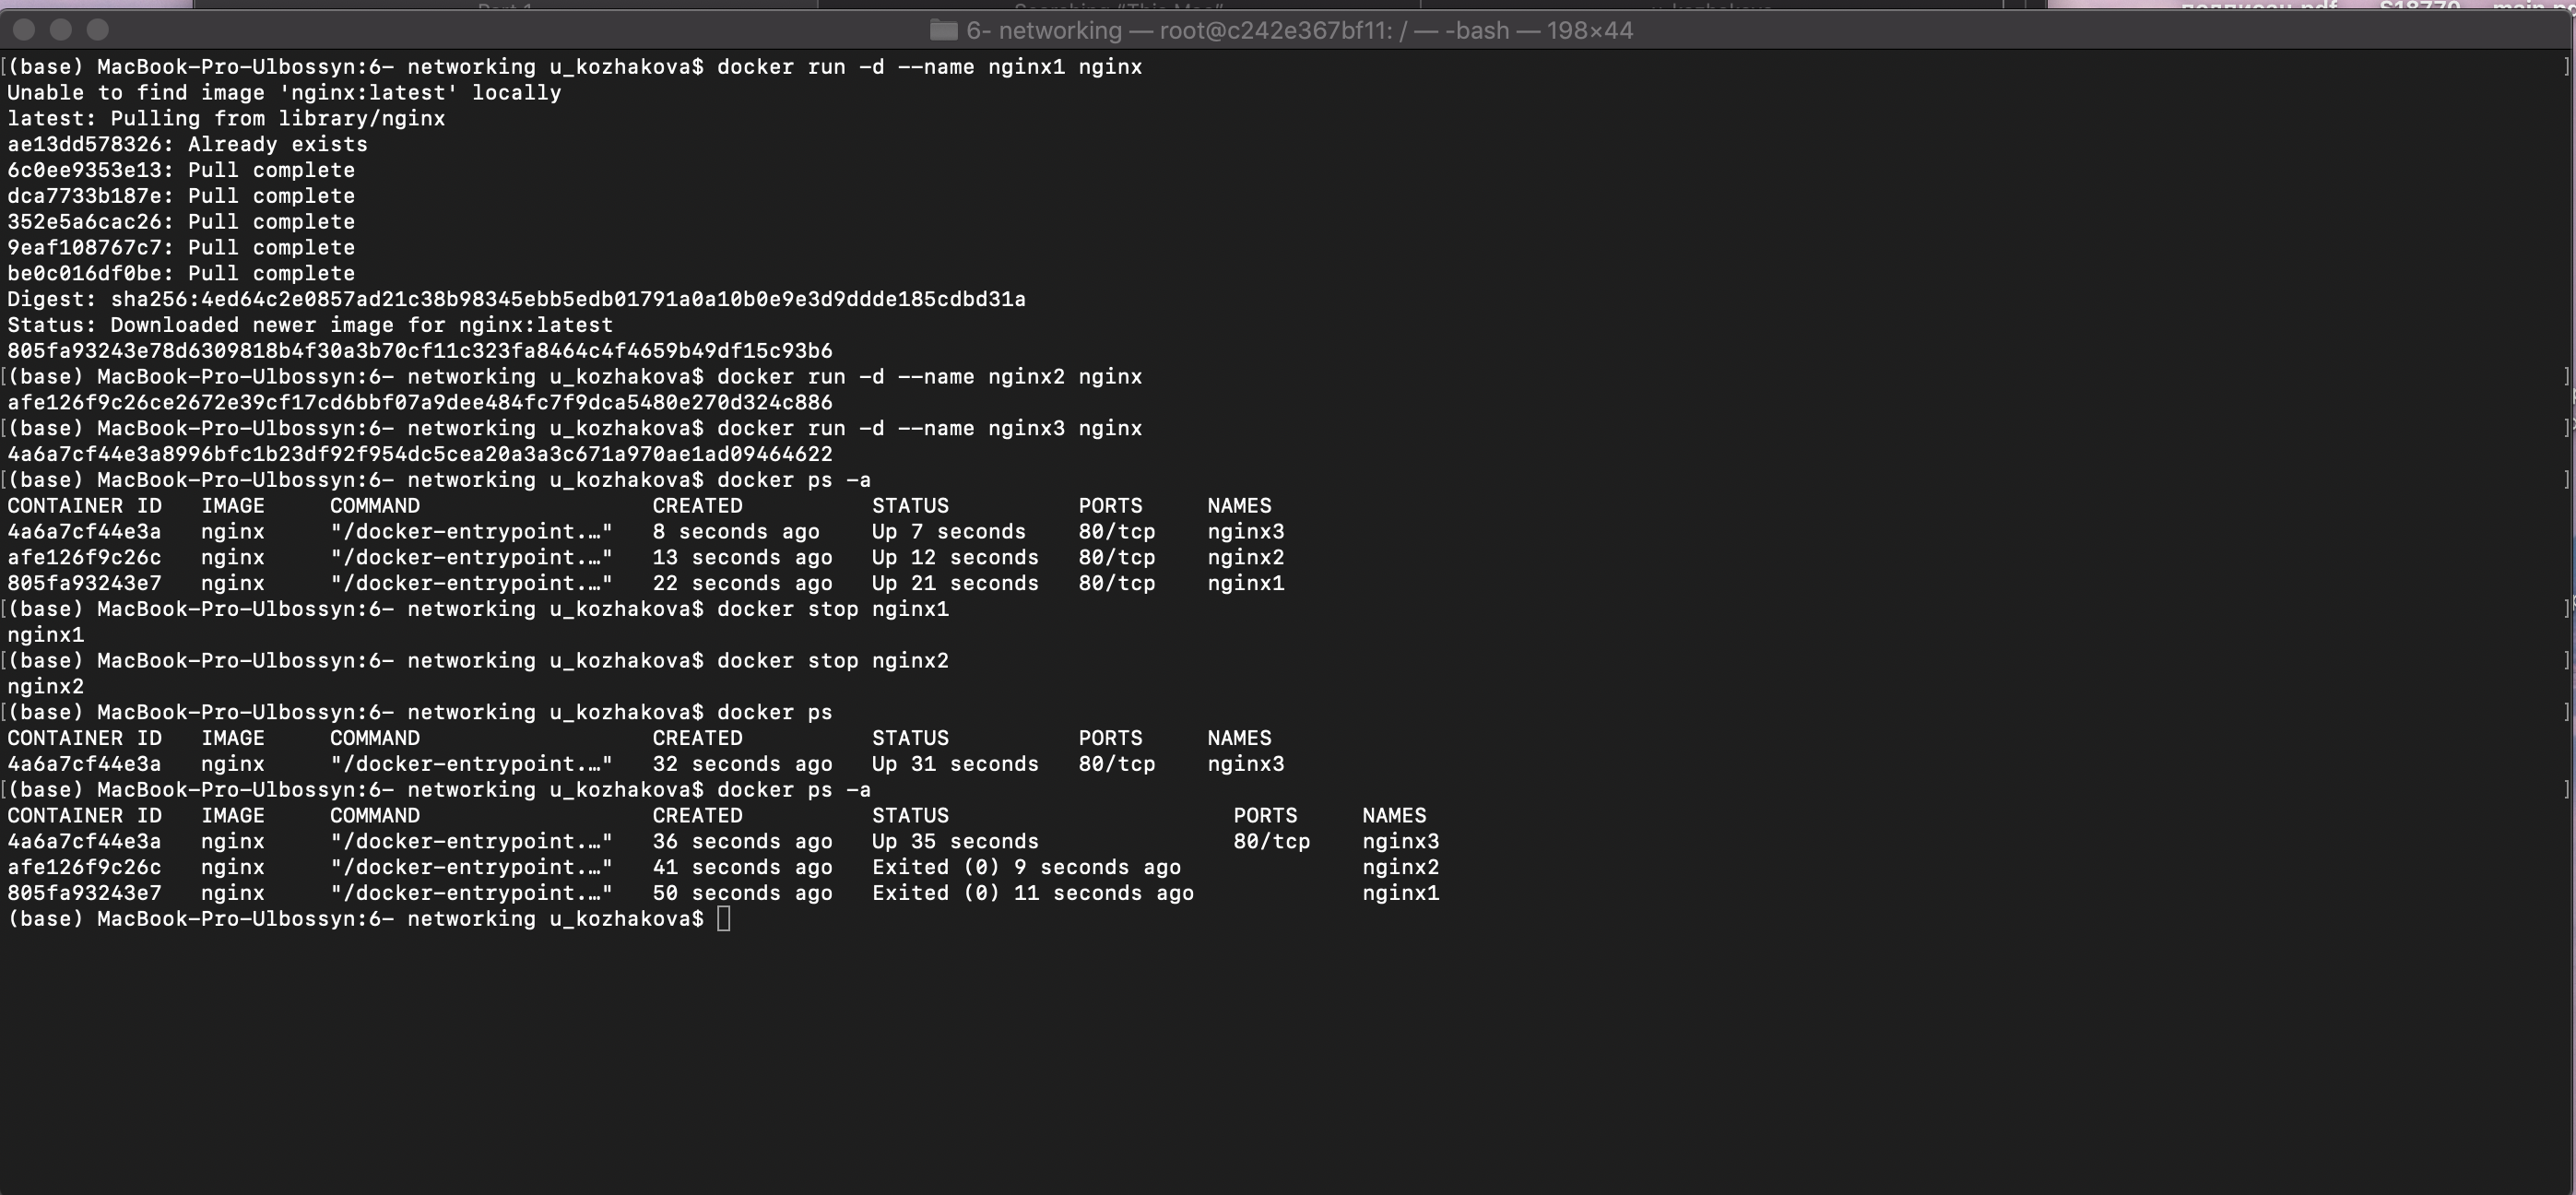 6- networking — root@c242e367bf11: / — -bash — 198×44
(base) MacBook-Pro-Ulbossyn:6- networking u_kozhakova$ docker run -d --name nginx1 nginx
Unable to find image 'nginx:latest' locally
latest: Pulling from library/nginx
ae13dd578326: Already exists
6c0ee9353e13: Pull complete
dca7733b187e: Pull complete
352e5a6cac26: Pull complete
9eaf108767c7: Pull complete
be0c016df0be: Pull complete
Digest: sha256:4ed64c2e0857ad21c38b98345ebb5edb01791a0a10b0e9e3d9ddde185cdbd31a
Status: Downloaded newer image for nginx:latest
805fa93243e78d6309818b4f30a3b70cf11c323fa8464c4f4659b49df15c93b6
(base) MacBook-Pro-Ulbossyn:6- networking u_kozhakova$ docker run -d --name nginx2 nginx
afe126f9c26ce2672e39cf17cd6bbf07a9dee484fc7f9dca5480e270d324c886
(base) MacBook-Pro-Ulbossyn:6- networking u_kozhakova$ docker run -d --name nginx3 nginx
4a6a7cf44e3a8996bfc1b23df92f954dc5cea20a3a3c671a970ae1ad09464622
(base) MacBook-Pro-Ulbossyn:6- networking u_kozhakova$ docker ps -a
CONTAINER ID   IMAGE     COMMAND                  CREATED          STATUS          PORTS     NAMES
4a6a7cf44e3a   nginx     "/docker-entrypoint.…"   8 seconds ago    Up 7 seconds    80/tcp    nginx3
afe126f9c26c   nginx     "/docker-entrypoint.…"   13 seconds ago   Up 12 seconds   80/tcp    nginx2
805fa93243e7   nginx     "/docker-entrypoint.…"   22 seconds ago   Up 21 seconds   80/tcp    nginx1
(base) MacBook-Pro-Ulbossyn:6- networking u_kozhakova$ docker stop nginx1
nginx1
(base) MacBook-Pro-Ulbossyn:6- networking u_kozhakova$ docker stop nginx2
nginx2
(base) MacBook-Pro-Ulbossyn:6- networking u_kozhakova$ docker ps
CONTAINER ID   IMAGE     COMMAND                  CREATED          STATUS          PORTS     NAMES
4a6a7cf44e3a   nginx     "/docker-entrypoint.…"   32 seconds ago   Up 31 seconds   80/tcp    nginx3
(base) MacBook-Pro-Ulbossyn:6- networking u_kozhakova$ docker ps -a
CONTAINER ID   IMAGE     COMMAND                  CREATED          STATUS                      PORTS     NAMES
4a6a7cf44e3a   nginx     "/docker-entrypoint.…"   36 seconds ago   Up 35 seconds               80/tcp    nginx3
afe126f9c26c   nginx     "/docker-entrypoint.…"   41 seconds ago   Exited (0) 9 seconds ago              nginx2
805fa93243e7   nginx     "/docker-entrypoint.…"   50 seconds ago   Exited (0) 11 seconds ago             nginx1
(base) MacBook-Pro-Ulbossyn:6- networking u_kozhakova$